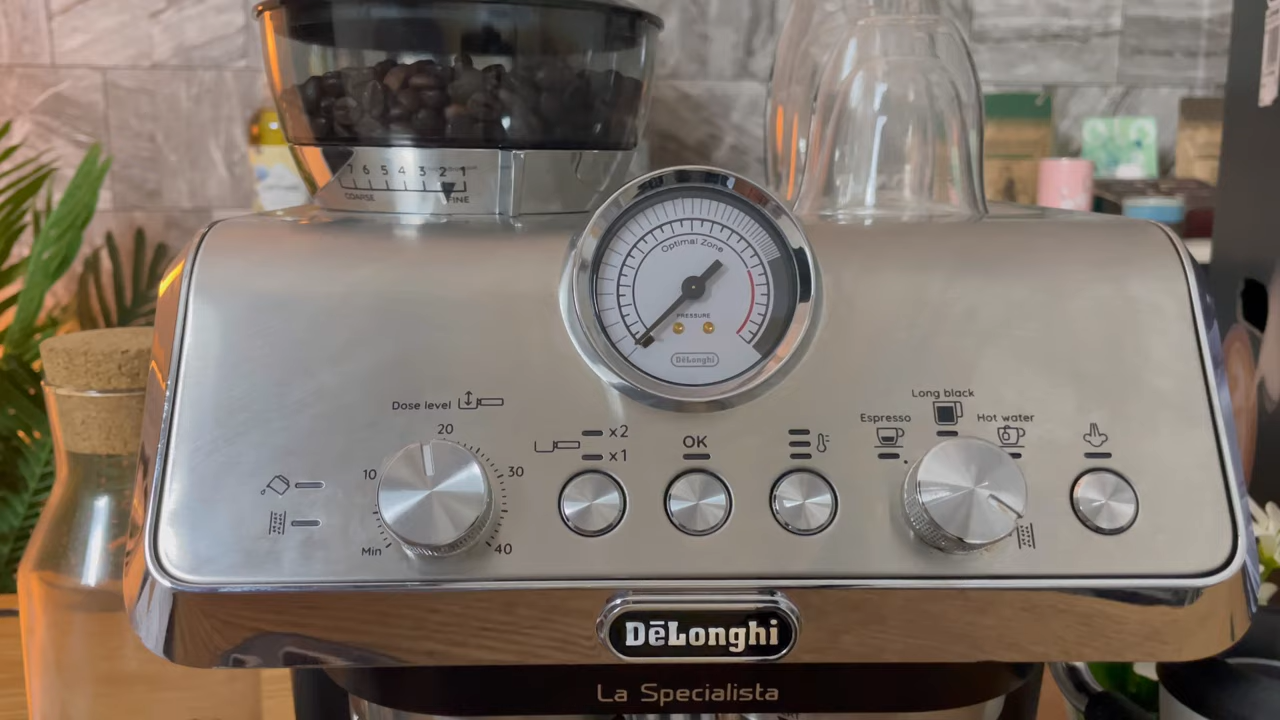 7 6 5 4 3 2 1
COARSE FINE
Optimal Zone
PRESSURE
DeLonghi
Dose level
20
10
30
Min
40
x2
x1
OK
Long black
Espresso
Hot water
DēLonghi
La Specialista